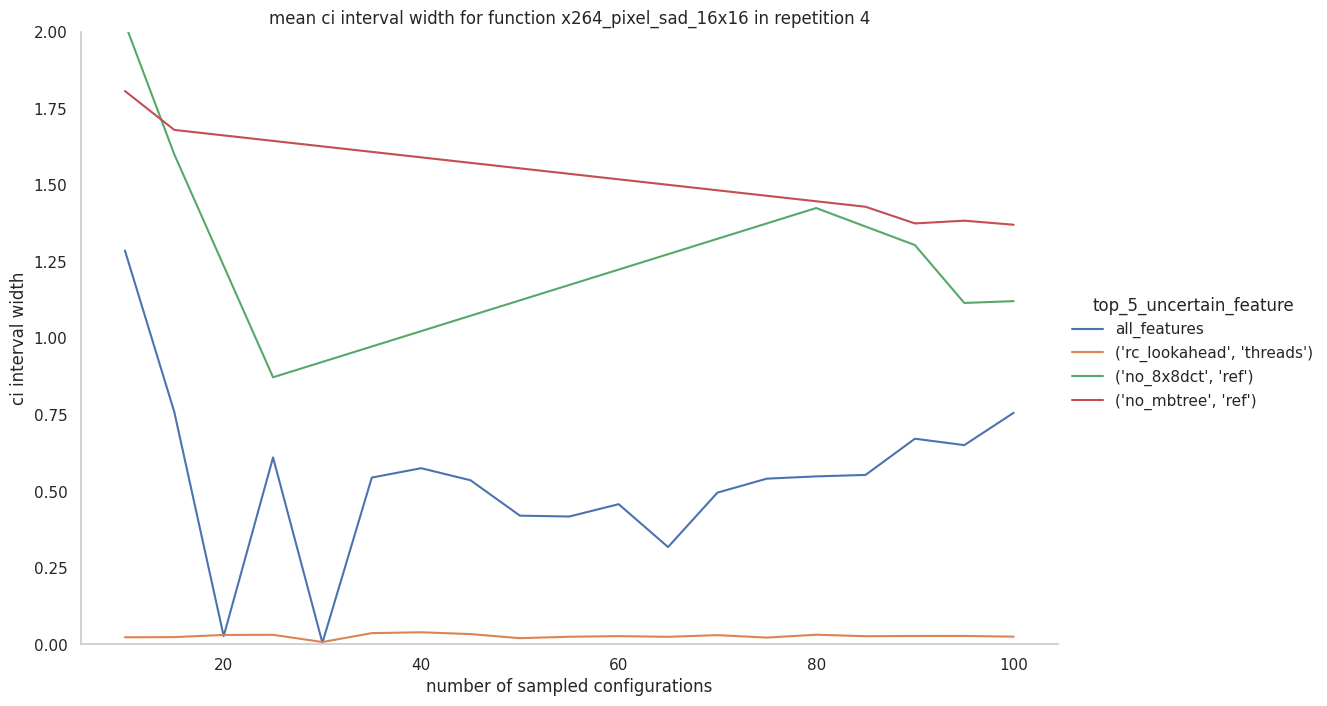 mean ci interval width for function x264_pixel_sad_16x16 in repetition 4
2.00
1.75
1.50
1.25
1.00
0.75
0.50
0.25
0.00
ci interval width
20 40 60 80 100
number of sampled configurations
top_5_uncertain_feature
all_features
('rc_lookahead', 'threads')
('no_8x8dct', 'ref')
('no_mbtree', 'ref')